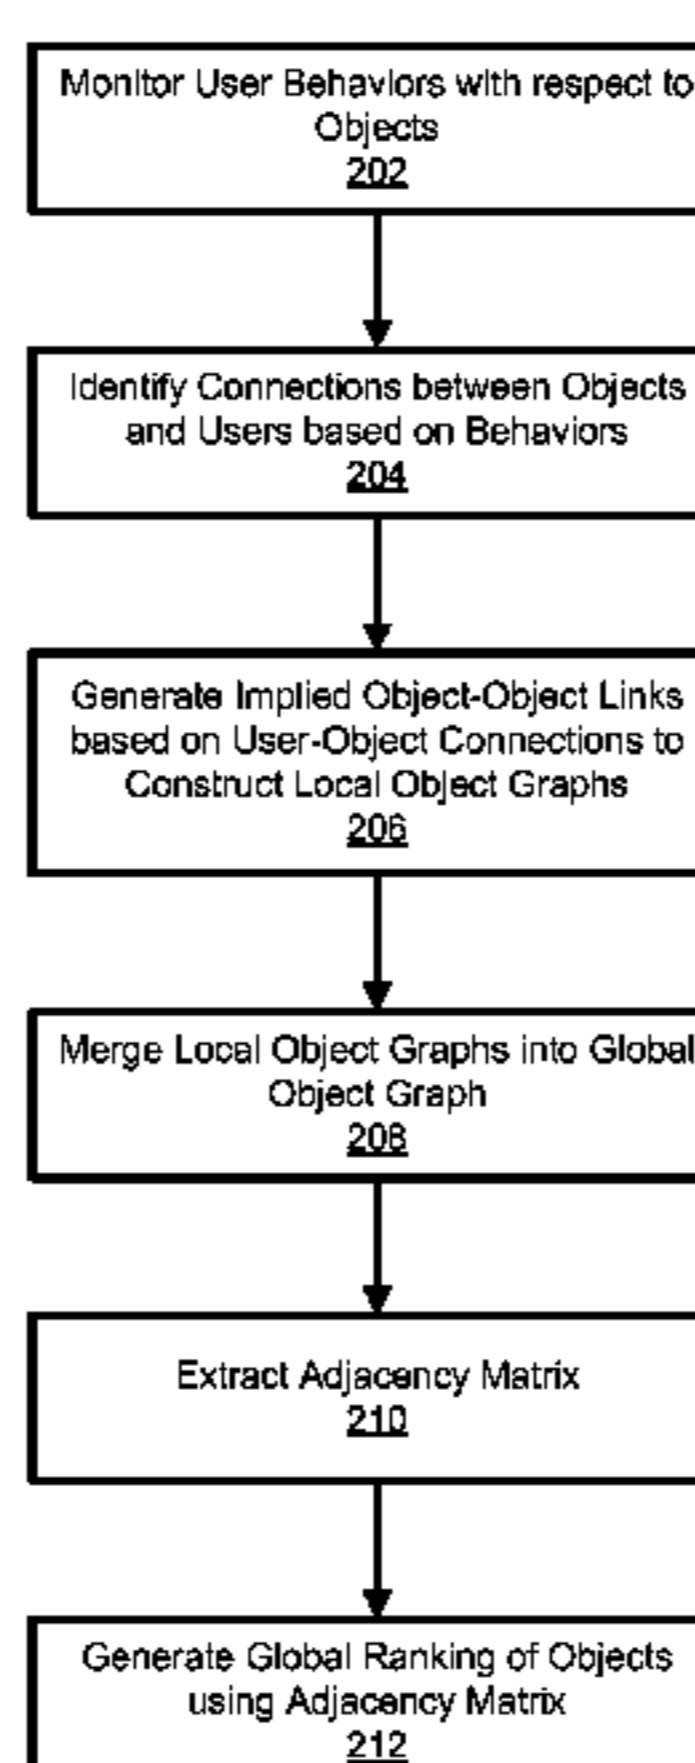 Monitor User Behaviors with respect to
Objects
202
Identify Connections between Objects
and Users based on Behaviors
204
Generate Implied Object-Object Links
based on User-Object Connections to
Construct Local Object Graphs
206
Merge Local Object Graphs into Global
Object Graph
208
Extract Adjacency Matrix
210
Generate Global Ranking of Objects
using Adjacency Matrix
212